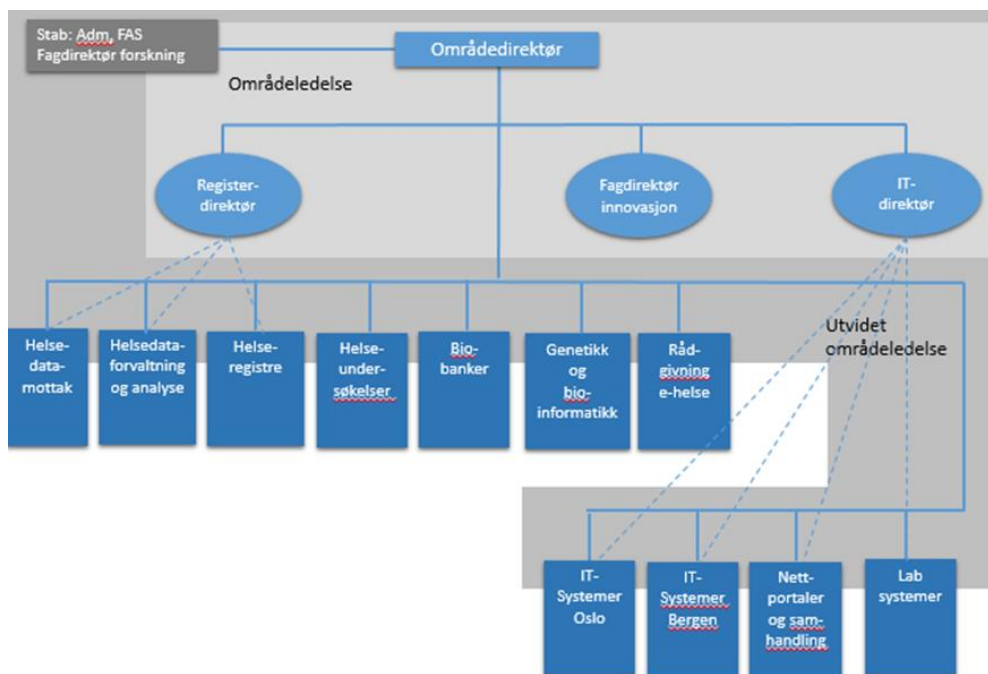 Stab: Adm, FAS
Fagdirektør forskning
Områdedirektør
Områdeledelse
Register-
direktør
Fagdirektør
innovasjon
IT-
direktør
Utvidet
områdeledelse
Helse-
data-
mottak
Helsedata-
forvaltning
og analyse
Helse-
registre
Helse-
under-
søkelser
Bio-
banker
Genetikk
og
bio-
informatikk
Råd-
givning
e-helse
IT-
Systemer
Oslo
IT-
Systemer
Bergen
Nett-
portaler
og sam-
handling
Lab
systemer